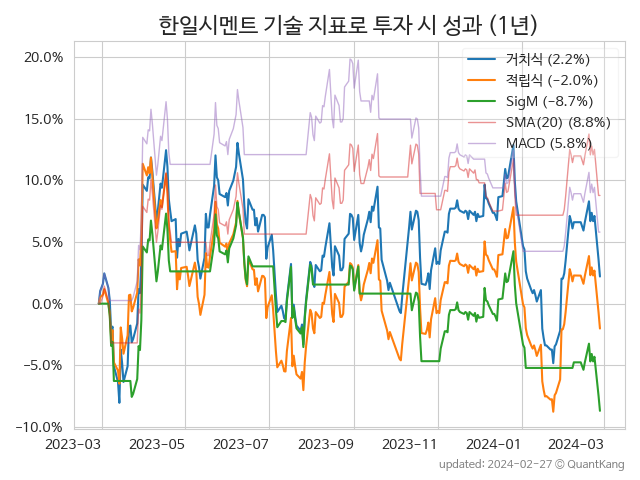 한일시멘트 기술 지표로 투자 시 성과 (1년)
20.0%
15.0%
10.0%
5.0%
0.0%
−5.0%
−10.0%
거치식 (2.2%)
적립식 (−2.0%)
SigM (−8.7%)
SMA(20) (8.8%)
MACD (5.8%)
2023-03 2023-05 2023-07 2023-09 2023-11 2024-01 2024-03
updated: 2024-02-27 © QuantKang